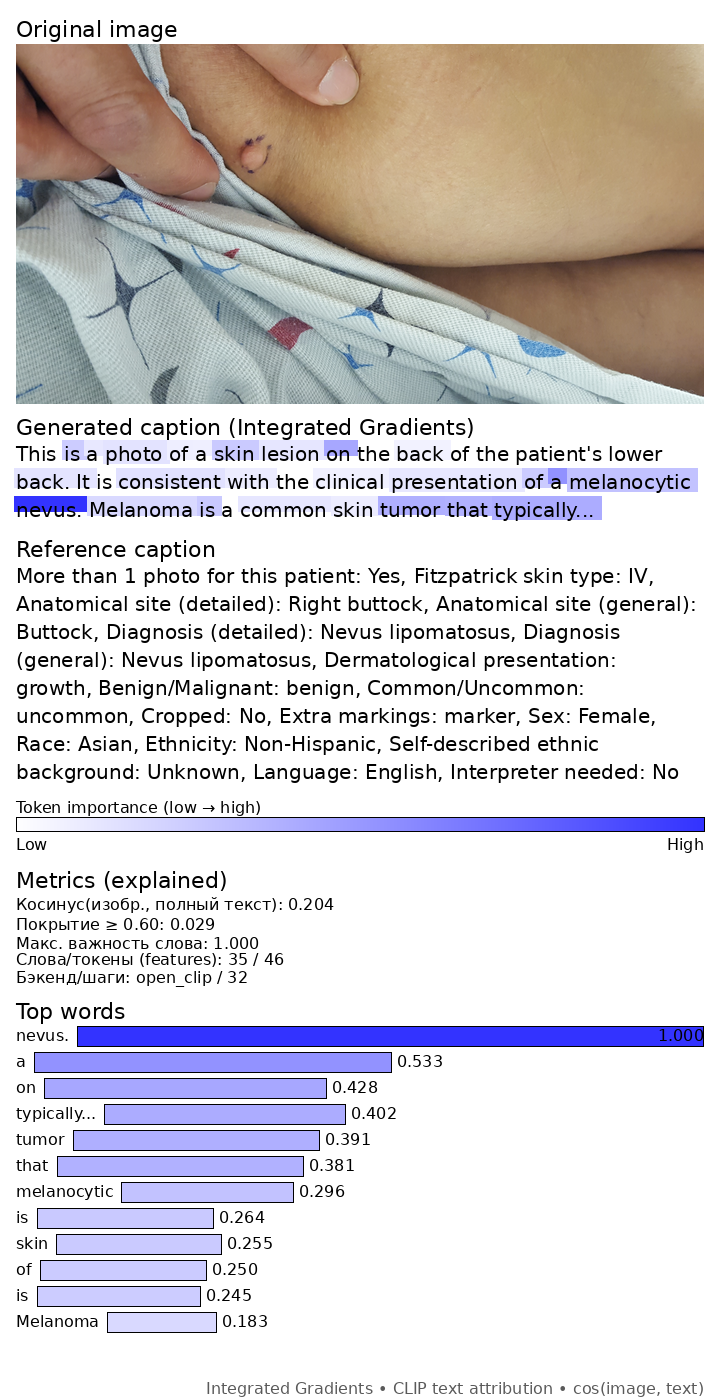 Original image
Generated caption (Integrated Gradients)
This is a photo of a skin lesion on the back of the patient's lower
back. It is consistent with the clinical presentation of a melanocytic
nevus. Melanoma is a common skin tumor that typically...
Reference caption
More than 1 photo for this patient: Yes, Fitzpatrick skin type: IV,
Anatomical site (detailed): Right buttock, Anatomical site (general):
Buttock, Diagnosis (detailed): Nevus lipomatosus, Diagnosis
(general): Nevus lipomatosus, Dermatological presentation:
growth, Benign/Malignant: benign, Common/Uncommon:
uncommon, Cropped: No, Extra markings: marker, Sex: Female,
Race: Asian, Ethnicity: Non-Hispanic, Self-described ethnic
background: Unknown, Language: English, Interpreter needed: No
Token importance (low → high)
Low High
Metrics (explained)
Косинус(изобр., полный текст): 0.204
Покрытие ≥ 0.60: 0.029
Макс. важность слова: 1.000
Слова/токены (features): 35 / 46
Бэкенд/шаги: open_clip / 32
Top words
nevus. 1.000
a 0.533
on 0.428
typically... 0.402
tumor 0.391
that 0.381
melanocytic 0.296
is 0.264
skin 0.255
of 0.250
is 0.245
Melanoma 0.183
Integrated Gradients • CLIP text attribution • cos(image, text)